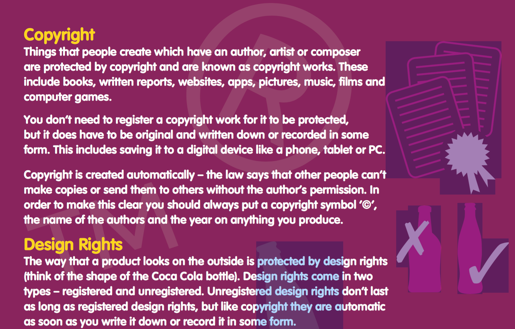 Copyright
Things that people create which have an author, artist or composer
are protected by copyright and are known as copyright works. These
include books, written reports, websites, apps, pictures, music, films and
computer games.
You don't need to register a copyright work for it to be protected,
but it does have to be original and written down or recorded in some
form. This includes saving it to a digital device like a phone, tablet or PC.
Copyright is created automatically – the law says that other people can't
make copies or send them to others without the author's permission. In
order to make this clear you should always put a copyright symbol '©',
the name of the authors and the year on anything you produce.
Design Rights
The way that a product looks on the outside is protected by design rights
(think of the shape of the Coca Cola bottle). Design rights come in two
types – registered and unregistered. Unregistered design rights don't last
as long as registered design rights, but like copyright they are automatic
as soon as you write it down or record it in some form.
®
TM